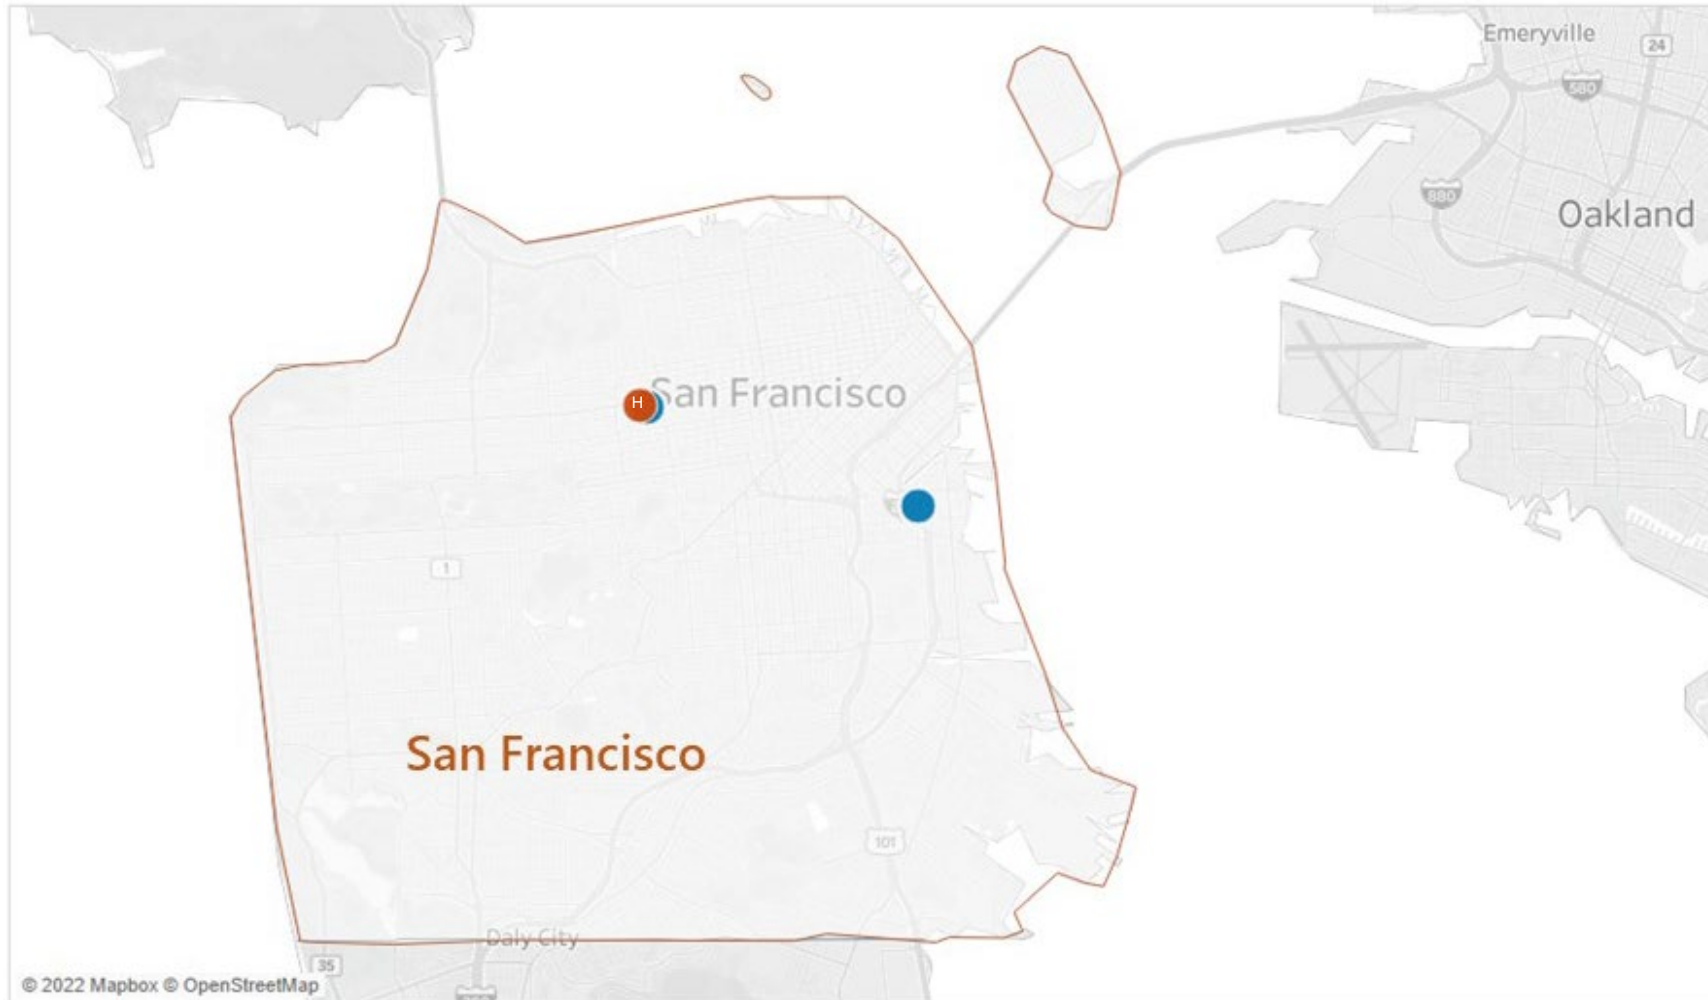 Emeryville
24
580
880
Oakland
H
San Francisco
1
San Francisco
101
Daly City
35
© 2022 Mapbox © OpenStreetMap